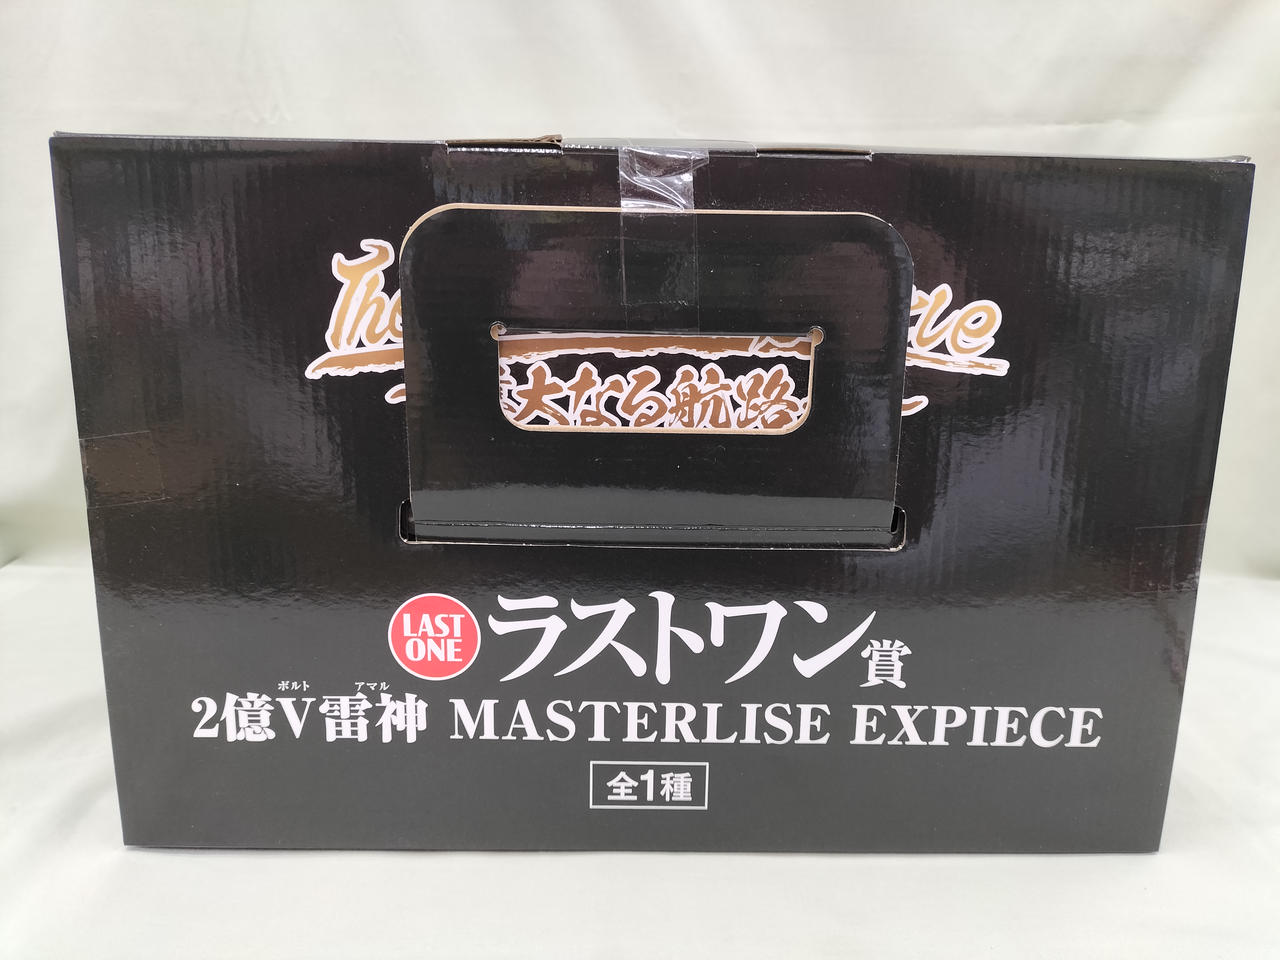 The
大なる航路
LAST ONE ラストワン賞
ボルト アマル
2億V雷神 MASTERLISE EXPIECE
全1種